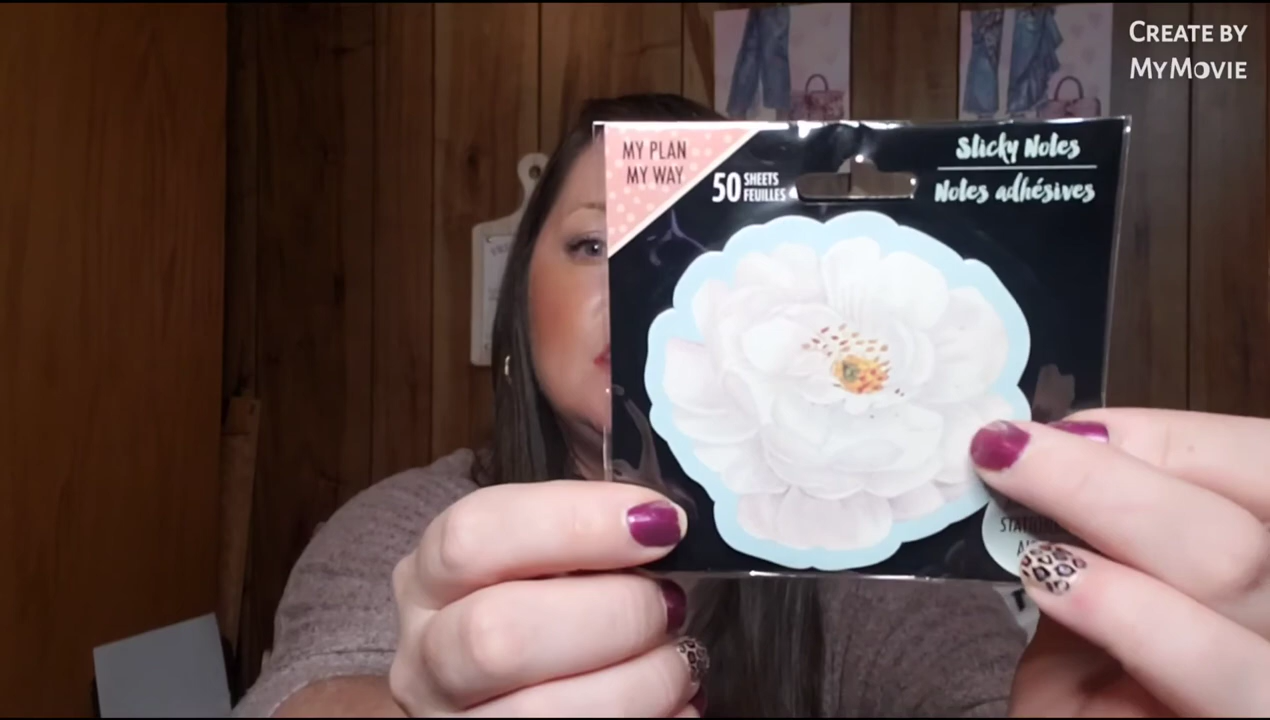 CREATE BY
MYMOVIE
MY PLAN
MY WAY
50 SHEETS
FEUILLES
Sticky Notes
Notes adhésives